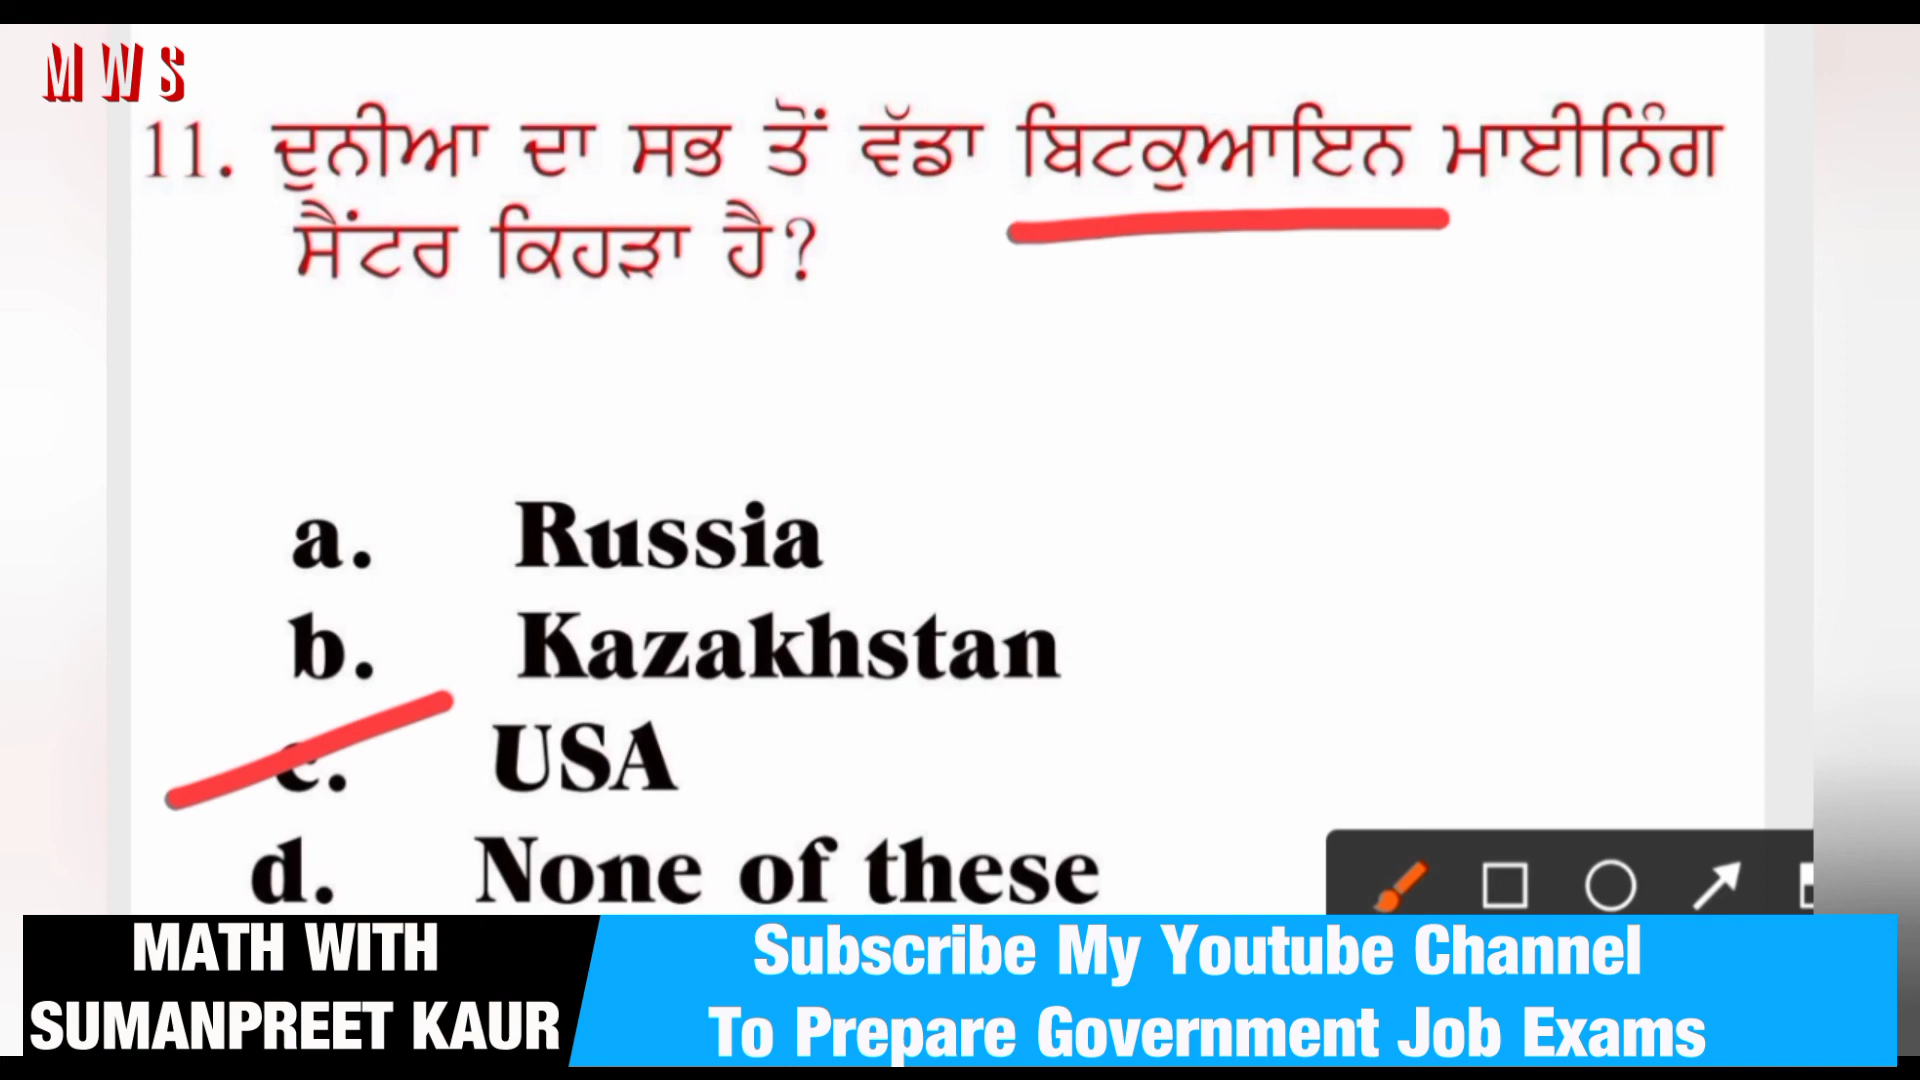 MWS
11. ਦੁਨੀਆ ਦਾ ਸਭ ਤੋਂ ਵੱਡਾ ਬਿਟਕੁਆਇਨ ਮਾਈਨਿੰਗ
ਸੈਂਟਰ ਕਿਹੜਾ ਹੈ?
a. Russia
b. Kazakhstan
c. USA
d. None of these
MATH WITH
SUMANPREET KAUR
Subscribe My Youtube Channel
To Prepare Government Job Exams